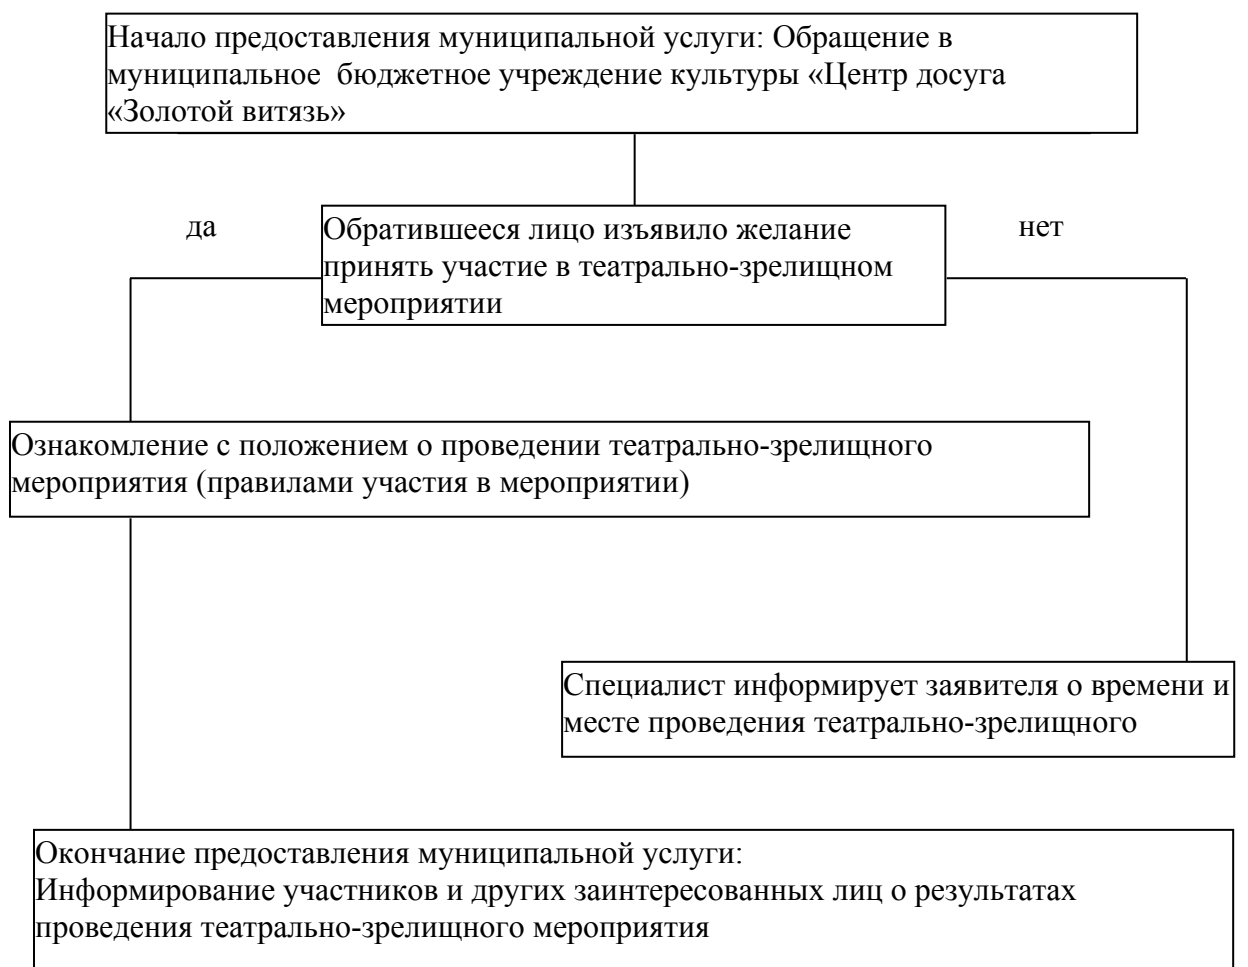 Начало предоставления муниципальной услуги: Обращение в
муниципальное  бюджетное учреждение культуры «Центр досуга
«Золотой витязь»
да
Обратившееся лицо изъявило желание
принять участие в театрально-зрелищном
мероприятии
нет
Ознакомление с положением о проведении театрально-зрелищного
мероприятия (правилами участия в мероприятии)
Специалист информирует заявителя о времени и
месте проведения театрально-зрелищного
Окончание предоставления муниципальной услуги:
Информирование участников и других заинтересованных лиц о результатах
проведения театрально-зрелищного мероприятия